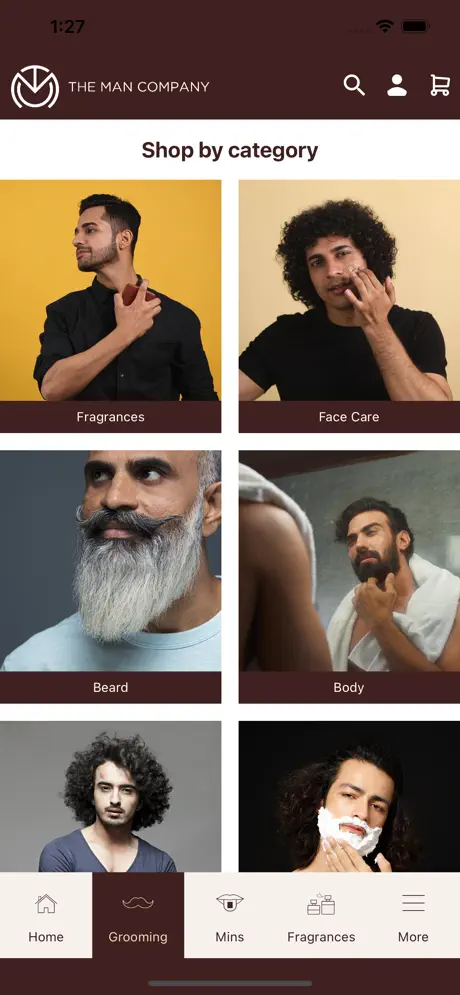 1:27
THE MAN COMPANY
Shop by category
Fragrances
Face Care
Beard
Body
Home
Grooming
Mins
Fragrances
More